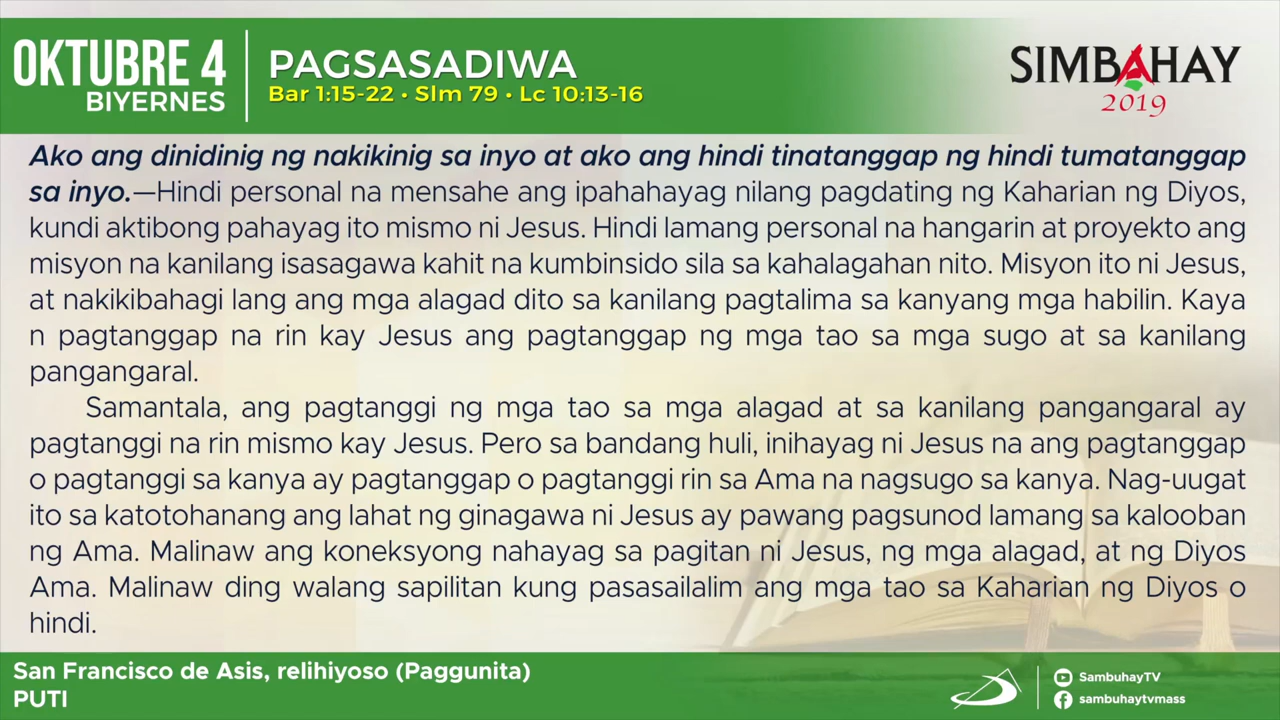 OKTUBRE 4
BIYERNES
PAGSASADIWA
Bar 1:15-22 • Slm 79 • Lc 10:13-16
SIMBAHAY
2019
Ako ang dinidinig ng nakikinig sa inyo at ako ang hindi tinatanggap ng hindi tumatanggap
sa inyo.—Hindi personal na mensahe ang ipahahayag nilang pagdating ng Kaharian ng Diyos,
kundi aktibong pahayag ito mismo ni Jesus. Hindi lamang personal na hangarin at proyekto ang
misyon na kanilang isasagawa kahit na kumbinsido sila sa kahalagahan nito. Misyon ito ni Jesus,
at nakikibahagi lang ang mga alagad dito sa kanilang pagtalima sa kanyang mga habilin. Kaya
n pagtanggap na rin kay Jesus ang pagtanggap ng mga tao sa mga sugo at sa kanilang
pangangaral.
Samantala, ang pagtanggi ng mga tao sa mga alagad at sa kanilang pangangaral ay
pagtanggi na rin mismo kay Jesus. Pero sa bandang huli, inihayag ni Jesus na ang pagtanggap
o pagtanggi sa kanya ay pagtanggap o pagtanggi rin sa Ama na nagsugo sa kanya. Nag-uugat
ito sa katotohanang ang lahat ng ginagawa ni Jesus ay pawang pagsunod lamang sa kalooban
ng Ama. Malinaw ang koneksyong nahayag sa pagitan ni Jesus, ng mga alagad, at ng Diyos
Ama. Malinaw ding walang sapilitan kung pasasailalim ang mga tao sa Kaharian ng Diyos o
hindi.
San Francisco de Asis, relihiyoso (Paggunita)
PUTI
SambuhayTV
sambuhaytvmass